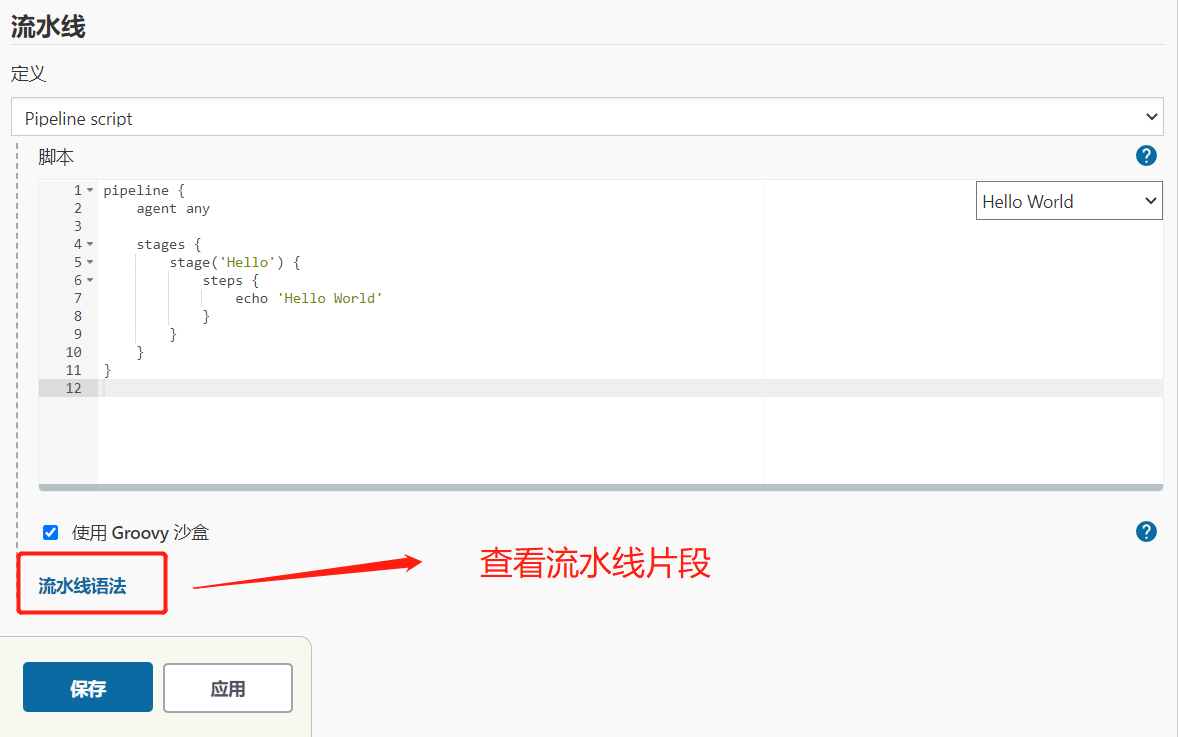 流水线
定义
Pipeline script
脚本
?
Hello World
1 pipeline {
2     agent any
3
4     stages {
5         stage('Hello') {
6             steps {
7                 echo 'Hello World'
8             }
9         }
10     }
11 }
12
使用 Groovy 沙盒
?
查看流水线片段
流水线语法
保存
应用